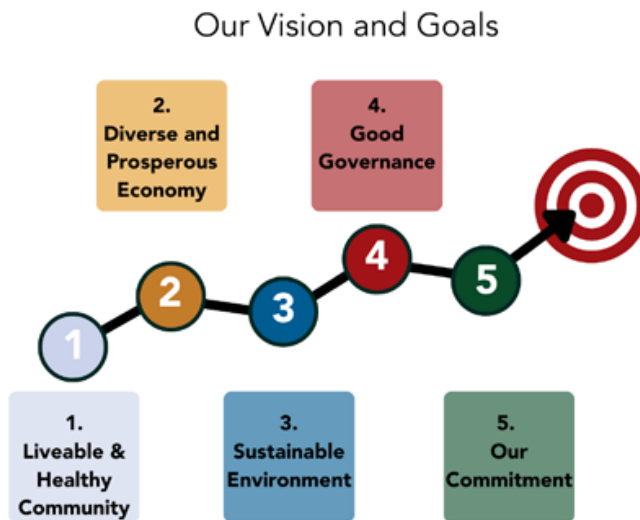 Our Vision and Goals
2.
Diverse and
Prosperous
Economy
4.
Good
Governance
1
2
3
4
5
1.
Liveable &
Healthy
Community
3.
Sustainable
Environment
5.
Our
Commitment